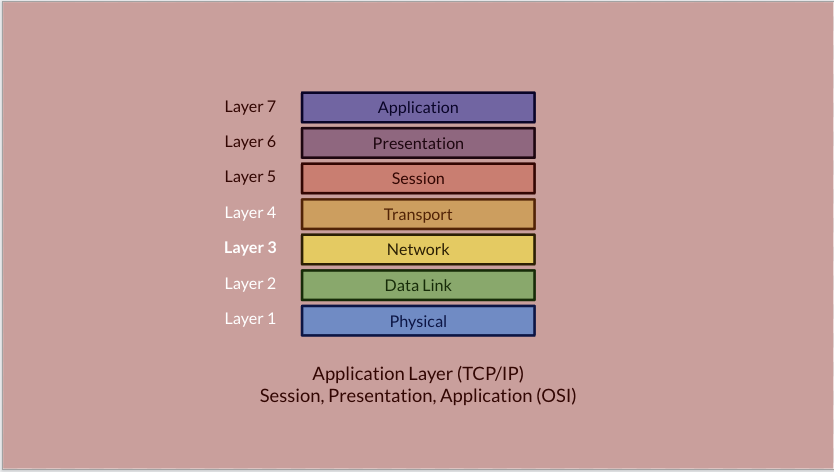 Layer 7 Application
Layer 6 Presentation
Layer 5 Session
Layer 4 Transport
Layer 3 Network
Layer 2 Data Link
Layer 1 Physical
Application Layer (TCP/IP)
Session, Presentation, Application (OSI)